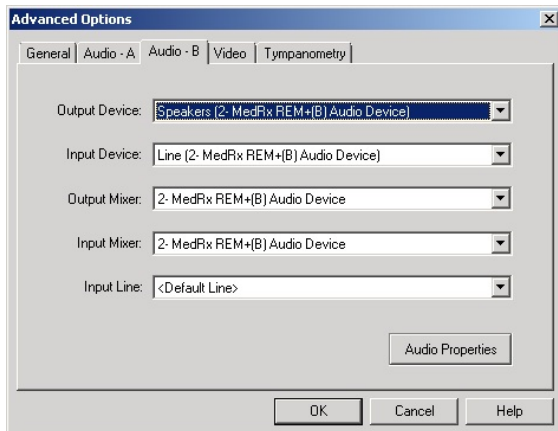 Advanced Options
General Audio - A Audio - B Video Tympanometry
Output Device: Speakers (2- MedRx REM+(B) Audio Device)
Input Device: Line (2- MedRx REM+(B) Audio Device)
Output Mixer: 2- MedRx REM+(B) Audio Device
Input Mixer: 2- MedRx REM+(B) Audio Device
Input Line: <Default Line>
Audio Properties
OK Cancel Help